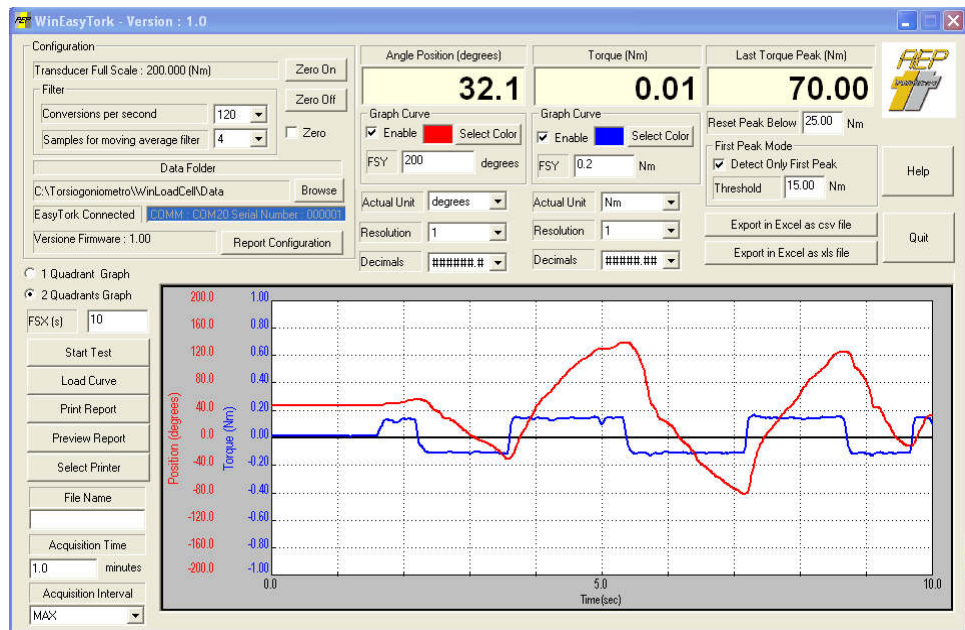 WinEasyTork - Version : 1.0
Configuration
Transducer Full Scale : 200.000 (Nm)
Zero On
Filter
Conversions per second
120
Zero Off
Samples for moving average filter
4
Zero
Data Folder
C:\Torsiogoniometro\WinLoadCell\Data
Browse
EasyTork Connected
COMM : COM20 Serial Number : 000001
Versione Firmware : 1.00
Report Configuration
Angle Position (degrees)
32.1
Graph Curve
Enable
Select Color
FSY
200
degrees
Actual Unit
degrees
Resolution
1
Decimals
######.#
Torque (Nm)
0.01
Graph Curve
Enable
Select Color
FSY
0.2
Nm
Actual Unit
Nm
Resolution
1
Decimals
#####.##
Last Torque Peak (Nm)
70.00
Reset Peak Below
25.00
Nm
First Peak Mode
Detect Only First Peak
Threshold
15.00
Nm
Export in Excel as csv file
Export in Excel as xls file
AEP
Help
Quit
1 Quadrant Graph
2 Quadrants Graph
FSX (s)
10
Start Test
Load Curve
Print Report
Preview Report
Select Printer
File Name
Acquisition Time
1.0
minutes
Acquisition Interval
MAX
Position (degrees)
200.0
160.0
120.0
80.0
40.0
0.0
-40.0
-80.0
-120.0
-160.0
-200.0
Torque (Nm)
1.00
0.80
0.60
0.40
0.20
0.00
-0.20
-0.40
-0.60
-0.80
-1.00
0.0
5.0
10.0
Time(sec)